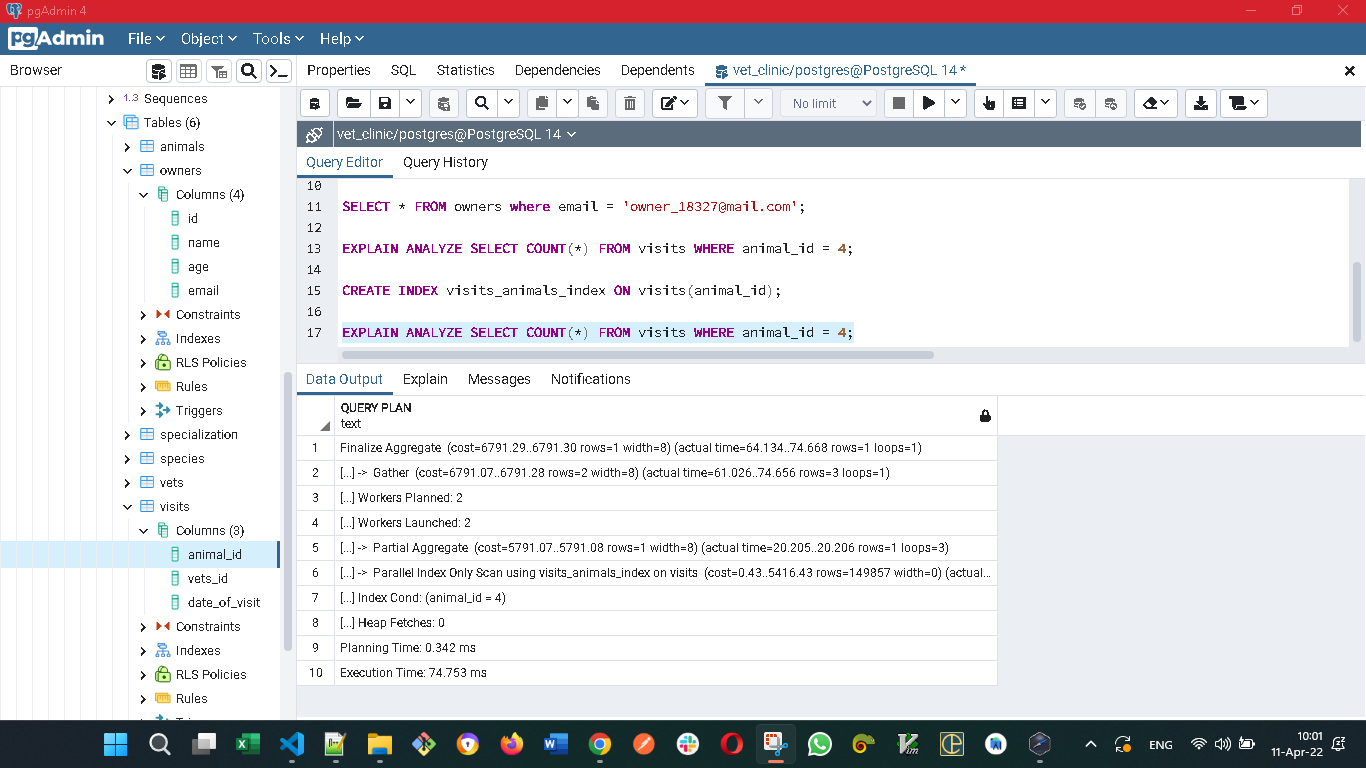 pgAdmin 4
pgAdmin File Object Tools Help
Browser
Properties SQL Statistics Dependencies Dependents vet_clinic/postgres@PostgreSQL 14 *
1.3 Sequences
Tables (6)
animals
owners
Columns (4)
id
name
age
email
Constraints
Indexes
RLS Policies
Rules
Triggers
specialization
species
vets
visits
Columns (3)
animal_id
vets_id
date_of_visit
Constraints
Indexes
RLS Policies
Rules
No limit
vet_clinic/postgres@PostgreSQL 14
Query Editor Query History
10
11 SELECT * FROM owners where email = 'owner_18327@mail.com';
12
13 EXPLAIN ANALYZE SELECT COUNT(*) FROM visits WHERE animal_id = 4;
14
15 CREATE INDEX visits_animals_index ON visits(animal_id);
16
17 EXPLAIN ANALYZE SELECT COUNT(*) FROM visits WHERE animal_id = 4;
Data Output Explain Messages Notifications
QUERY PLAN
text
1 Finalize Aggregate (cost=6791.29..6791.30 rows=1 width=8) (actual time=64.134..74.668 rows=1 loops=1)
2 [...] -> Gather (cost=6791.07..6791.28 rows=2 width=8) (actual time=61.026..74.656 rows=3 loops=1)
3 [...] Workers Planned: 2
4 [...] Workers Launched: 2
5 [...] -> Partial Aggregate (cost=5791.07..5791.08 rows=1 width=8) (actual time=20.205..20.206 rows=1 loops=3)
6 [...] -> Parallel Index Only Scan using visits_animals_index on visits (cost=0.43..5416.43 rows=149857 width=0) (actual...
7 [...] Index Cond: (animal_id = 4)
8 [...] Heap Fetches: 0
9 Planning Time: 0.342 ms
10 Execution Time: 74.753 ms
ENG
10:01
11-Apr-22